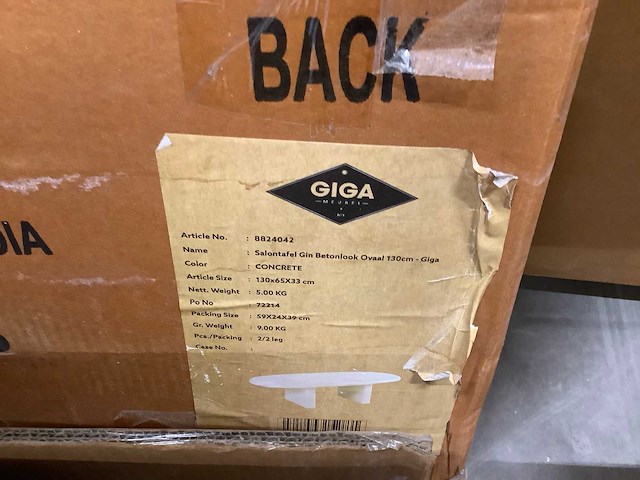 BACK
GIGA
MEUBEL
Article No. : 8824042
Name : Salontafel Gin Betonlook Ovaal 130cm - Giga
Color : CONCRETE
Article Size : 130x65X33 cm
Nett. Weight : 5.00 KG
Po No : 72214
Packing Size : 59X24X39 cm
Gr. Weight : 9.00 KG
Pcs./Packing : 2/2 leg
Case No. :
DIA